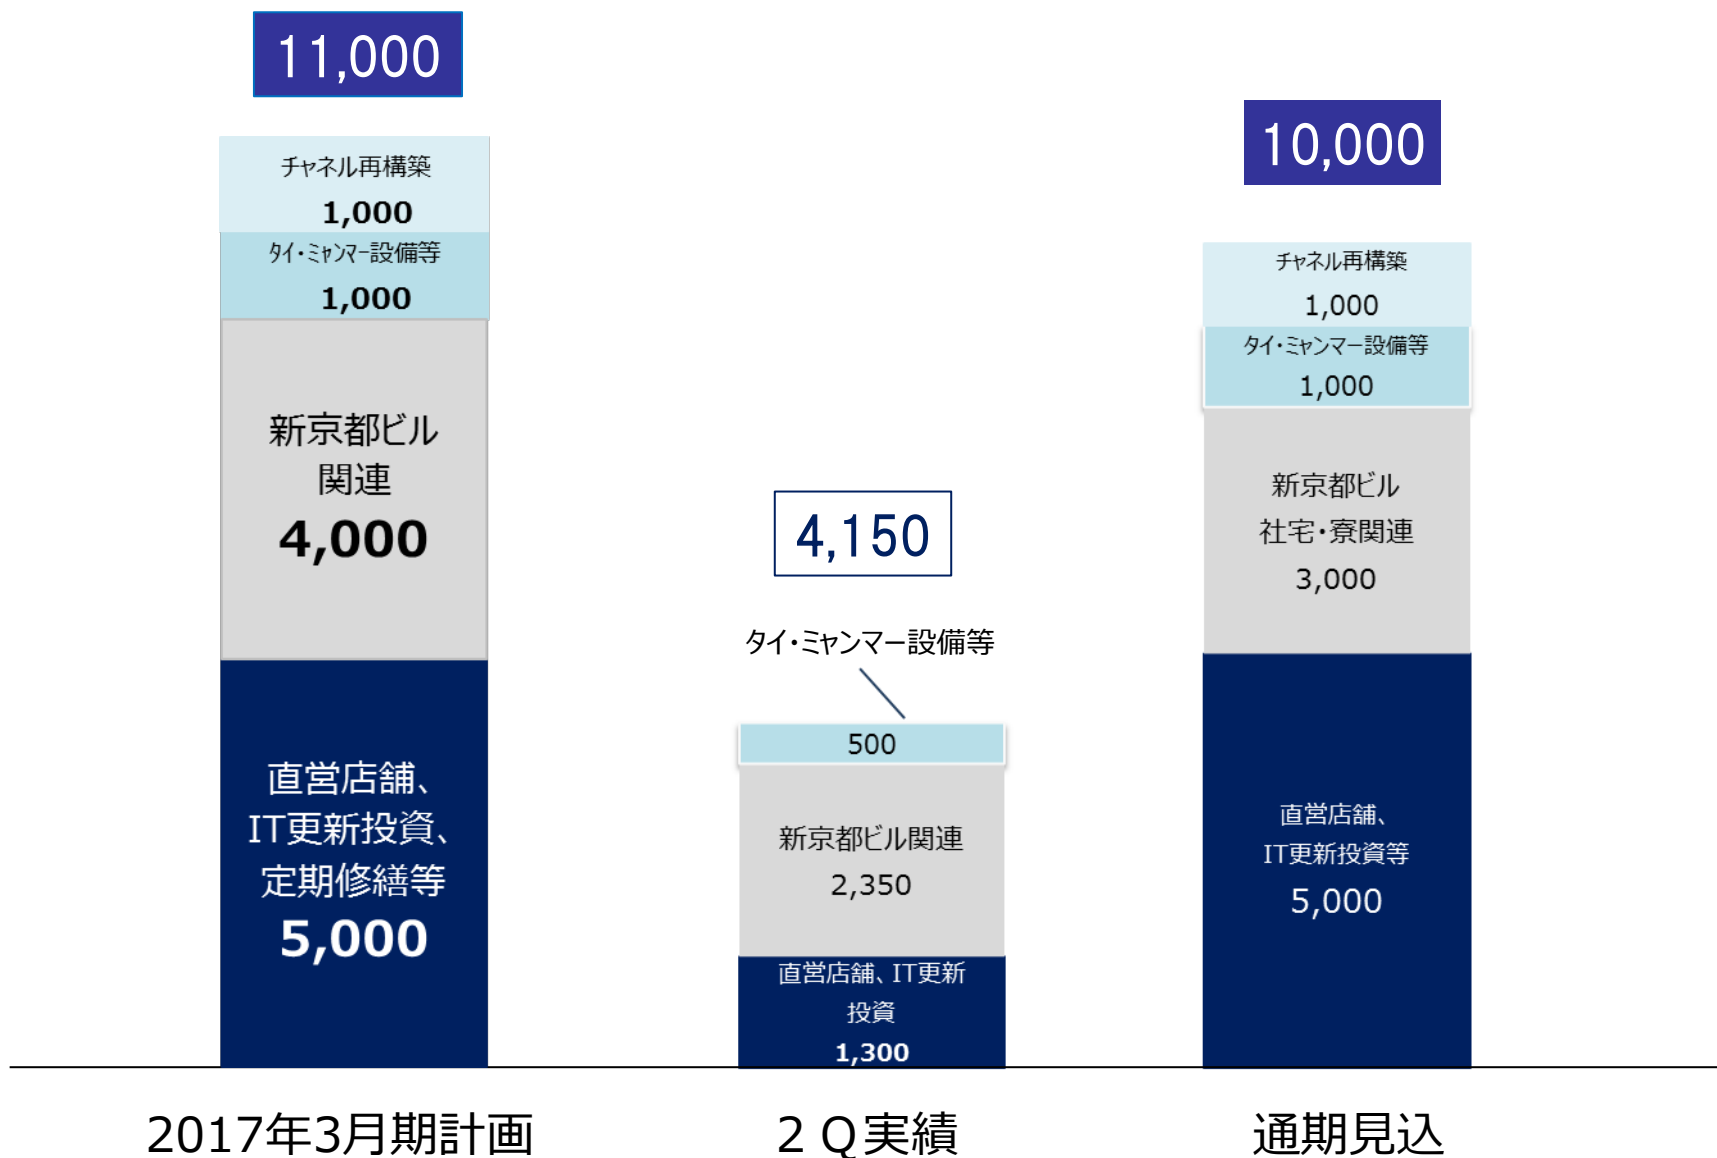 11,000
チャネル再構築
1,000
タイ・ミャンマー設備等
1,000
新京都ビル
関連
4,000
直営店舗、
IT更新投資、
定期修繕等
5,000
2017年3月期計画
4,150
タイ・ミャンマー設備等
500
新京都ビル関連
2,350
直営店舗、IT更新
投資
1,300
２Ｑ実績
10,000
チャネル再構築
1,000
タイ・ミャンマー設備等
1,000
新京都ビル
社宅・寮関連
3,000
直営店舗、
IT更新投資等
5,000
通期見込